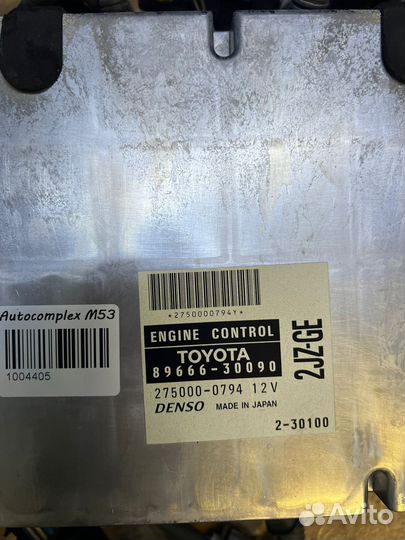 *2750000794Y*
ENGINE CONTROL
TOYOTA
89666-30090
275000-0794 12V
DENSO MADE IN JAPAN
2JZ-GE
2-30100
Autocomplex M53
1004405
Avito